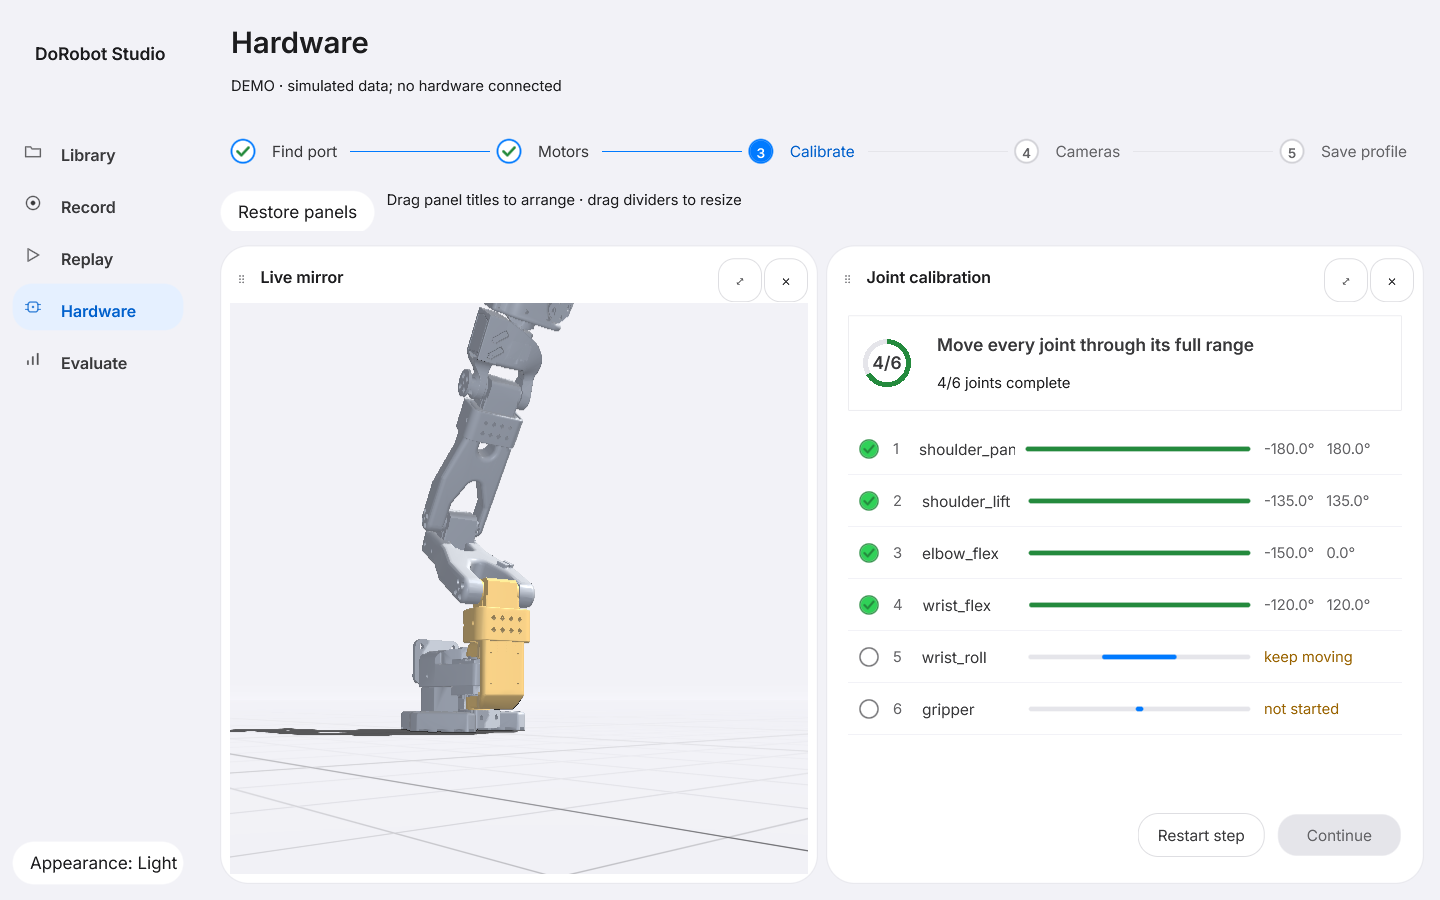 DoRobot Studio
Library
Record
Replay
Hardware
Evaluate
Appearance: Light
Hardware
DEMO · simulated data; no hardware connected
Find port
Motors
3 Calibrate
4 Cameras
5 Save profile
Restore panels
Drag panel titles to arrange · drag dividers to resize
Live mirror
Joint calibration
4/6
Move every joint through its full range
4/6 joints complete
1 shoulder_pan -180.0° 180.0°
2 shoulder_lift -135.0° 135.0°
3 elbow_flex -150.0° 0.0°
4 wrist_flex -120.0° 120.0°
5 wrist_roll keep moving
6 gripper not started
Restart step
Continue